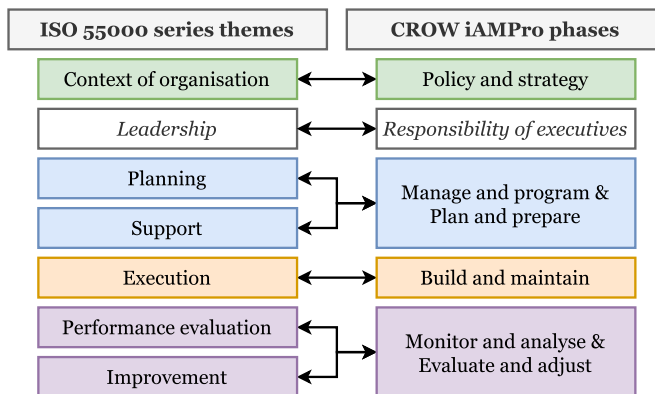 ISO 55000 series themes
CROW iAMPro phases
Context of organisation
Policy and strategy
Leadership
Responsibility of executives
Planning
Support
Manage and program &
Plan and prepare
Execution
Build and maintain
Performance evaluation
Improvement
Monitor and analyse &
Evaluate and adjust